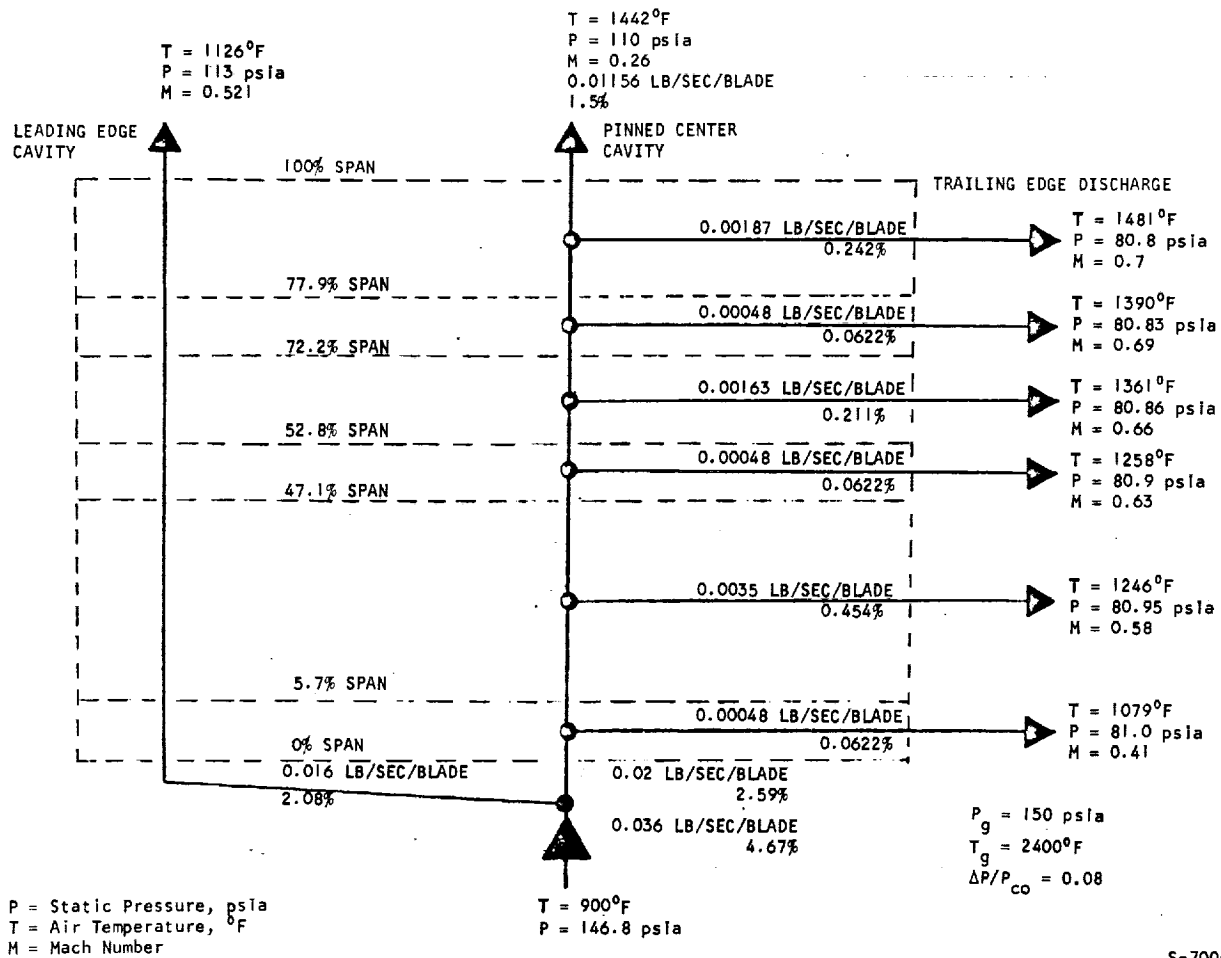 T = 1442°F
P = 110 psia
M = 0.26
0.01156 LB/SEC/BLADE
1.5%
T = 1126°F
P = 113 psia
M = 0.521
LEADING EDGE
CAVITY
PINNED CENTER
CAVITY
100% SPAN
TRAILING EDGE DISCHARGE
0.00187 LB/SEC/BLADE
0.242%
T = 1481°F
P = 80.8 psia
M = 0.7
77.9% SPAN
0.00048 LB/SEC/BLADE
0.0622%
T = 1390°F
P = 80.83 psia
M = 0.69
72.2% SPAN
0.00163 LB/SEC/BLADE
0.211%
T = 1361°F
P = 80.86 psia
M = 0.66
52.8% SPAN
0.00048 LB/SEC/BLADE
0.0622%
T = 1258°F
P = 80.9 psia
M = 0.63
47.1% SPAN
0.0035 LB/SEC/BLADE
0.454%
T = 1246°F
P = 80.95 psia
M = 0.58
5.7% SPAN
0.00048 LB/SEC/BLADE
0.0622%
T = 1079°F
P = 81.0 psia
M = 0.41
0% SPAN
0.016 LB/SEC/BLADE
2.08%
0.02 LB/SEC/BLADE
2.59%
0.036 LB/SEC/BLADE
4.67%
Pg = 150 psia
Tg = 2400°F
ΔP/Pco = 0.08
P = Static Pressure, psia
T = Air Temperature, °F
M = Mach Number
T = 900°F
P = 146.8 psia